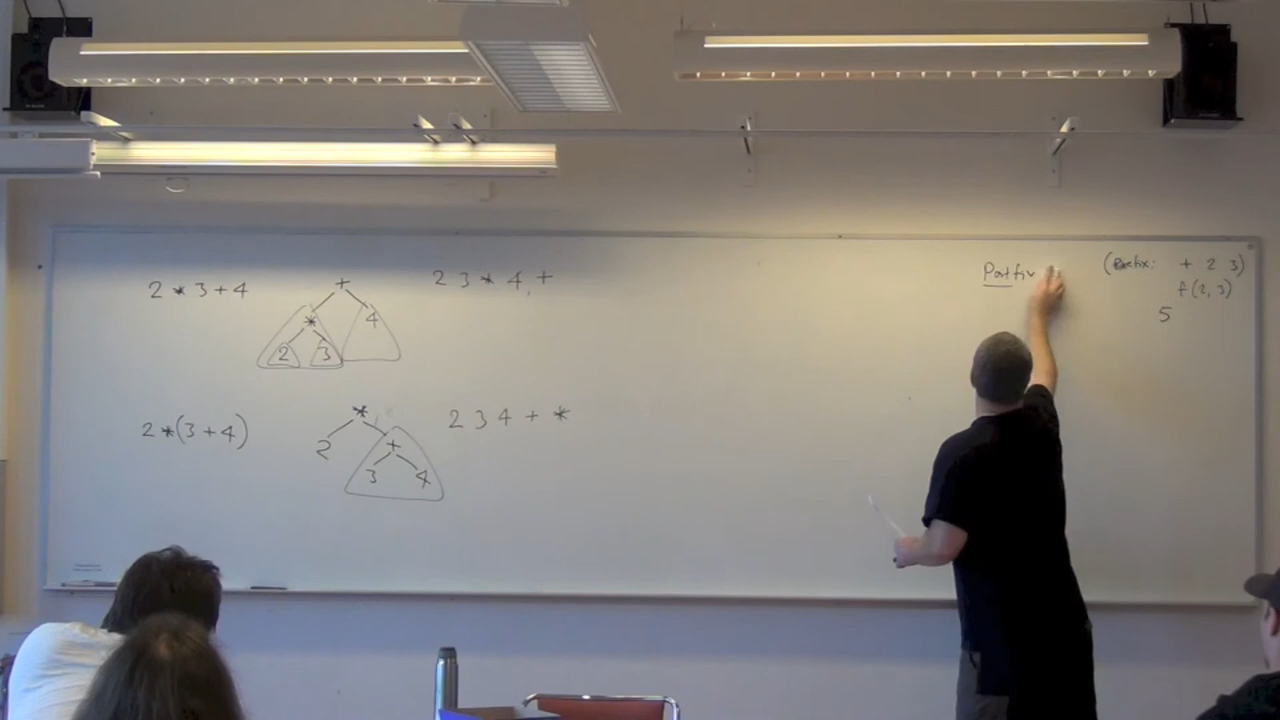 2 * 3 + 4
+
* 4
2 3
2 3 * 4 +
2 * (3 + 4)
*
2 +
3 4
2 3 4 + *
Postfix
(Prefix: + 2 3)
f(2, 3)
5